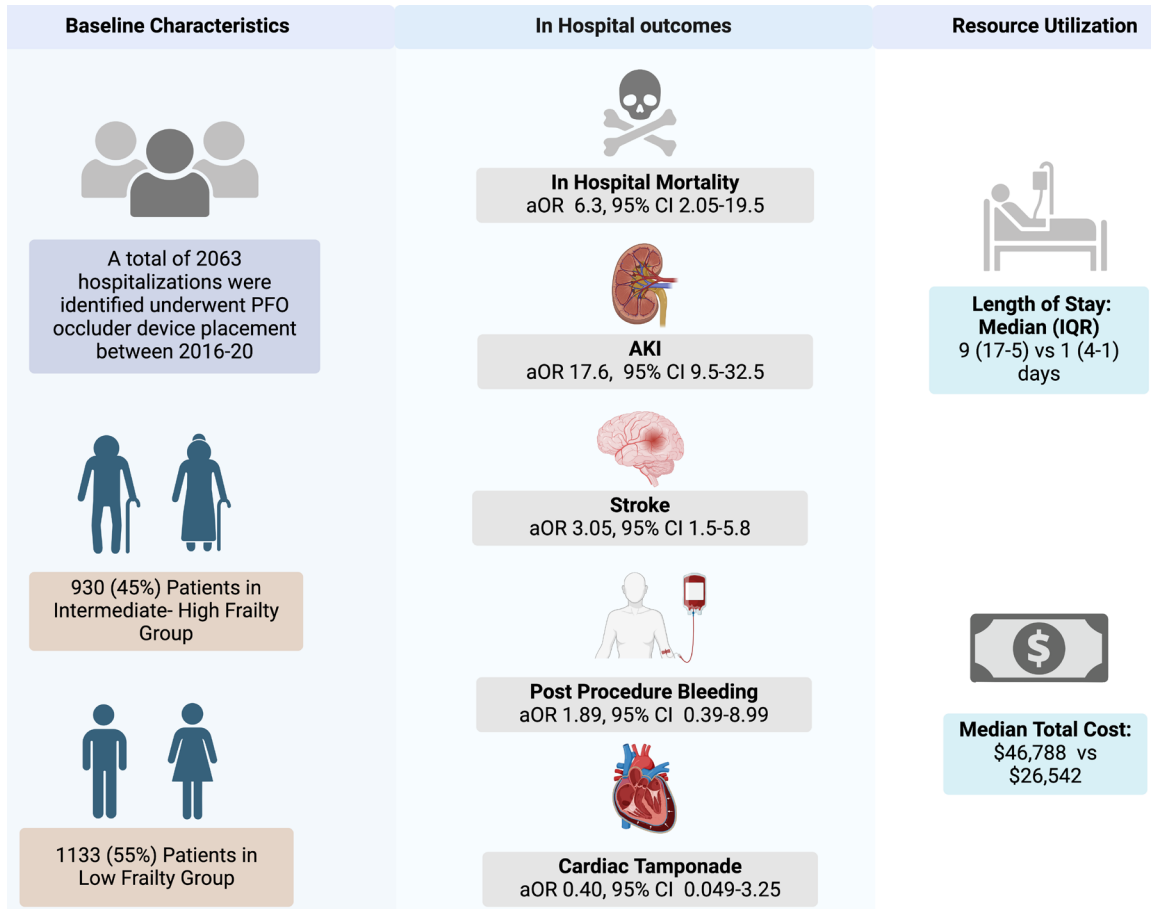 Baseline Characteristics
A total of 2063
hospitalizations were
identified underwent PFO
occluder device placement
between 2016-20
930 (45%) Patients in
Intermediate- High Frailty
Group
1133 (55%) Patients in
Low Frailty Group
In Hospital outcomes
In Hospital Mortality
aOR 6.3, 95% CI 2.05-19.5
AKI
aOR 17.6, 95% CI 9.5-32.5
Stroke
aOR 3.05, 95% CI 1.5-5.8
Post Procedure Bleeding
aOR 1.89, 95% CI 0.39-8.99
Cardiac Tamponade
aOR 0.40, 95% CI 0.049-3.25
Resource Utilization
Length of Stay:
Median (IQR)
9 (17-5) vs 1 (4-1)
days
$
Median Total Cost:
$46,788 vs
$26,542